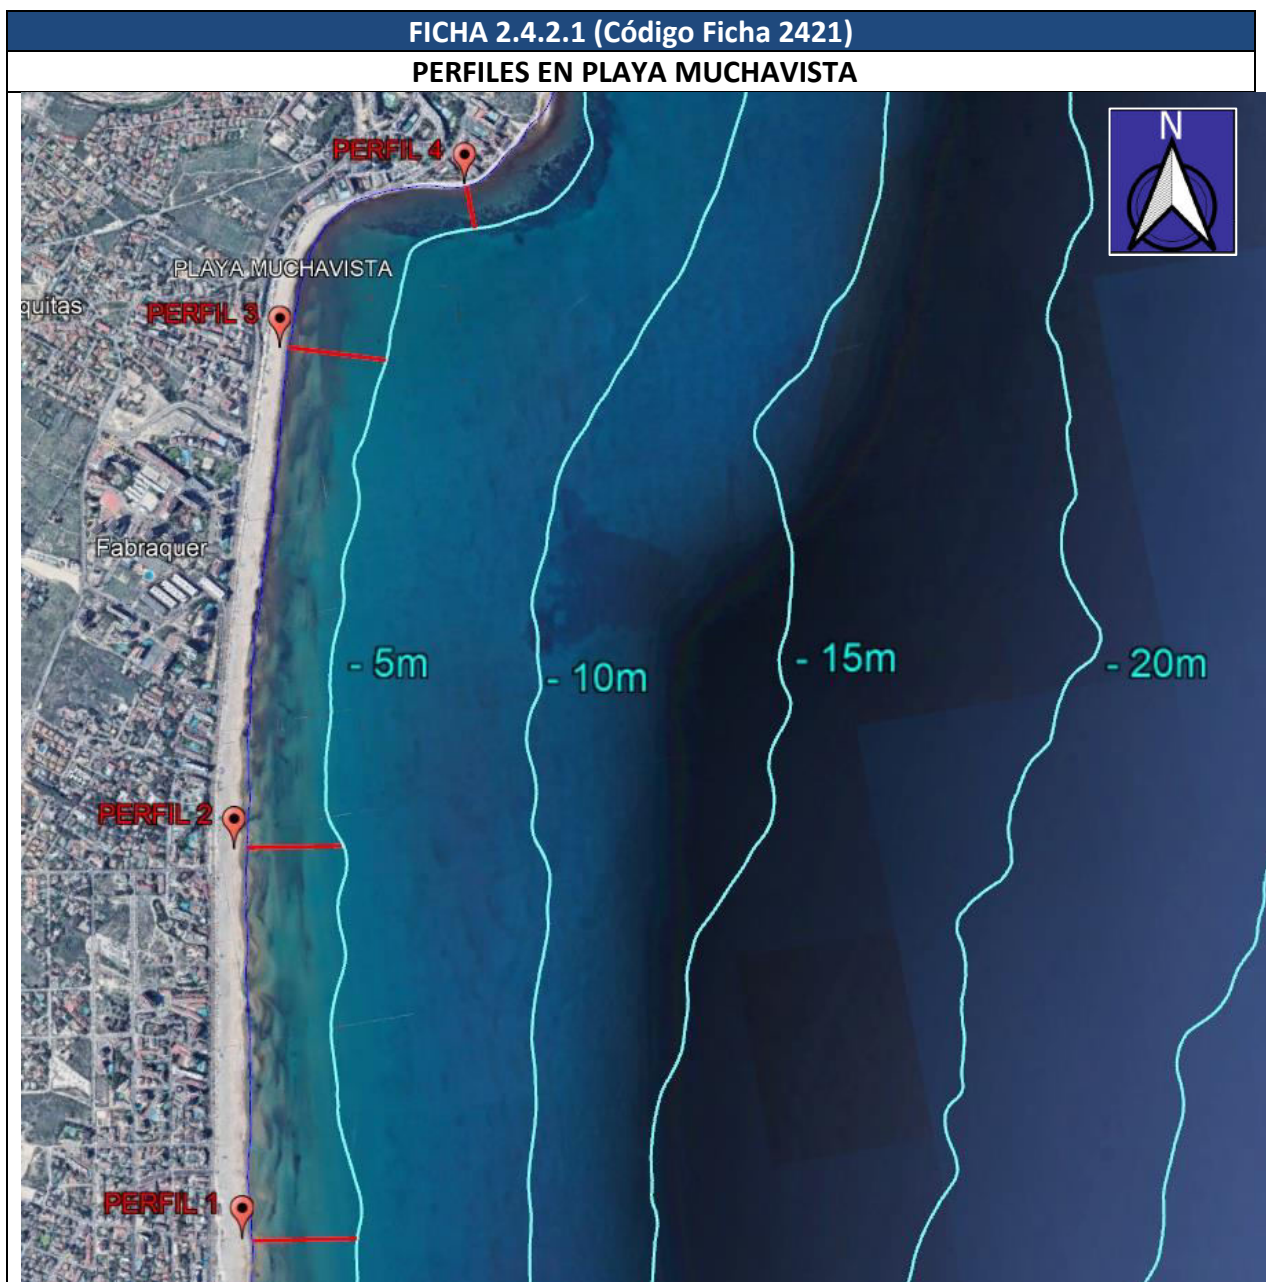 FICHA 2.4.2.1 (Código Ficha 2421)
PERFILES EN PLAYA MUCHAVISTA
N
PERFIL 4
PLAYA MUCHAVISTA
quitas
PERFIL 3
Fabraquer
- 5m
- 10m
- 15m
- 20m
PERFIL 2
PERFIL 1